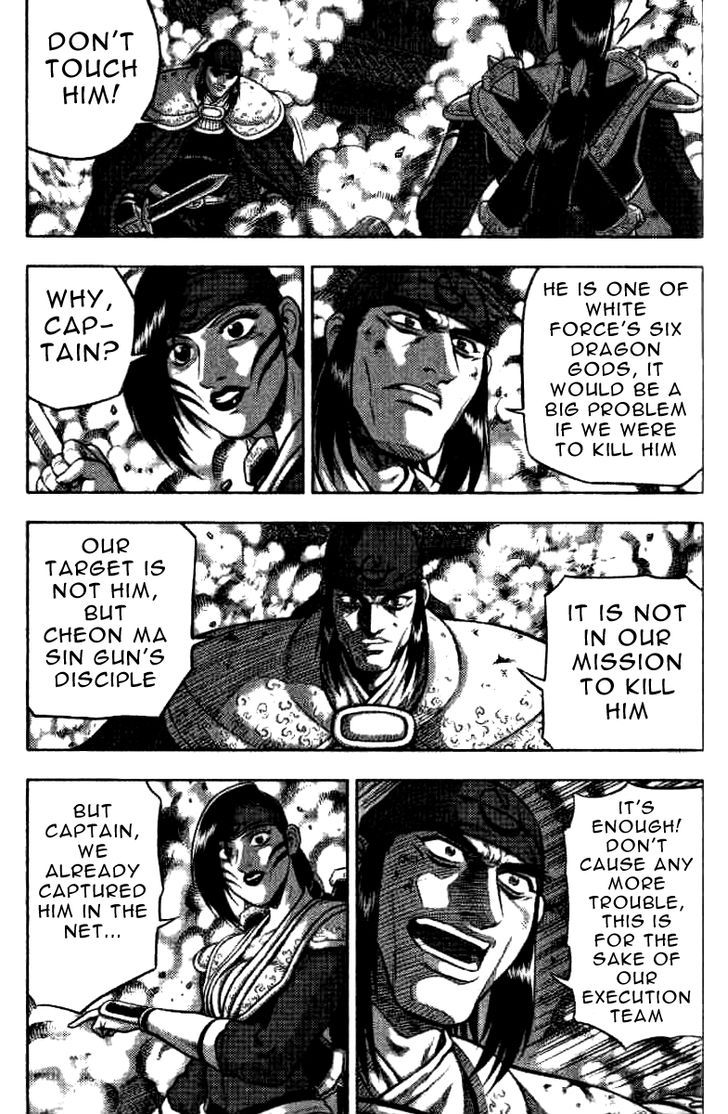 DON'T
TOUCH
HIM!
WHY,
CAP-
TAIN?
HE IS ONE OF
WHITE
FORCE'S SIX
DRAGON
GODS, IT
WOULD BE A
BIG PROBLEM
IF WE WERE
TO KILL HIM
OUR
TARGET IS
NOT HIM,
BUT
CHEON MA
SIN GUN'S
DISCIPLE
IT IS NOT
IN OUR
MISSION
TO KILL
HIM
BUT
CAPTAIN,
WE
ALREADY
CAPTURED
HIM IN THE
NET...
IT'S
ENOUGH!
DON'T
CAUSE ANY
MORE
TROUBLE,
THIS IS
FOR THE
SAKE OF
OUR
EXECUTION
TEAM